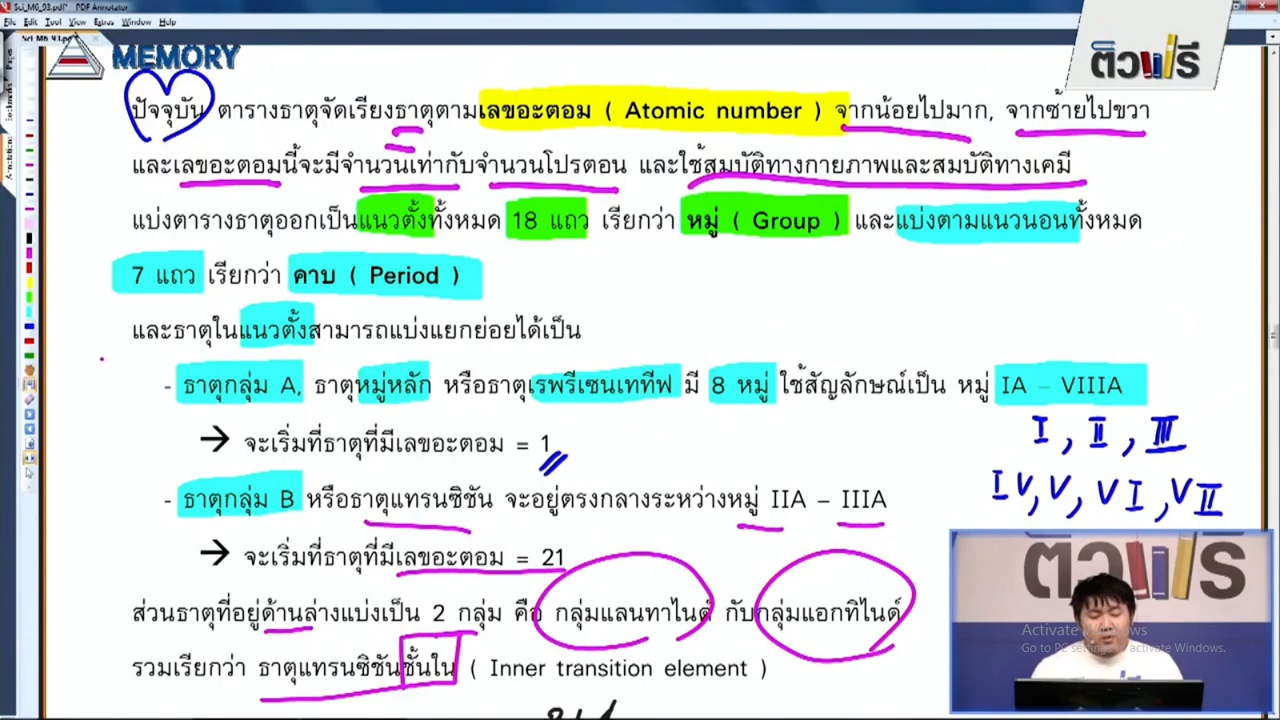 Sci_M6_93.pdf* - PDF Annotator
File Edit Tool View Extras Window Help
MEMORY
ติวฟรี
ปัจจุบัน ตารางธาตุจัดเรียงธาตุตามเลขอะตอม ( Atomic number ) จากน้อยไปมาก, จากซ้ายไปขวา
และเลขอะตอมนี้จะมีจำนวนเท่ากับจำนวนโปรตอน และใช้สมบัติทางกายภาพและสมบัติทางเคมี
แบ่งตารางธาตุออกเป็นแนวตั้งทั้งหมด 18 แถว เรียกว่า หมู่ ( Group ) และแบ่งตามแนวนอนทั้งหมด
7 แถว เรียกว่า คาบ ( Period )
และธาตุในแนวตั้งสามารถแบ่งแยกย่อยได้เป็น
- ธาตุกลุ่ม A, ธาตุหมู่หลัก หรือธาตุเรพรีเซนเททีฟ มี 8 หมู่ ใช้สัญลักษณ์เป็น หมู่ IA – VIIIA
→ จะเริ่มที่ธาตุที่มีเลขอะตอม = 1
I, II, III
IV, V, VI, VII
- ธาตุกลุ่ม B หรือธาตุแทรนซิชัน จะอยู่ตรงกลางระหว่างหมู่ IIA – IIIA
→ จะเริ่มที่ธาตุที่มีเลขอะตอม = 21
ส่วนธาตุที่อยู่ด้านล่างแบ่งเป็น 2 กลุ่ม คือ กลุ่มแลนทาไนด์ กับกลุ่มแอกทิไนด์
รวมเรียกว่า ธาตุแทรนซิชันชั้นใน ( Inner transition element )
ติวฟรี
Activate Windows
Go to PC settings to activate Windows.